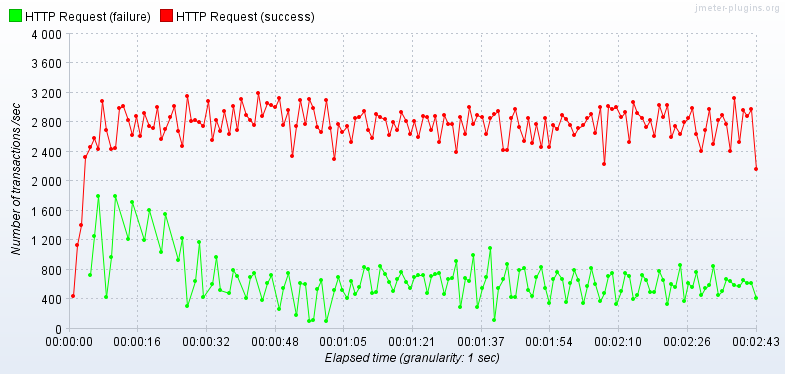 jmeter-plugins.org
HTTP Request (failure) HTTP Request (success)
4 000
3 600
3 200
2 800
2 400
2 000
1 600
1 200
800
400
0
Number of transactions /sec
00:00:00 00:00:16 00:00:32 00:00:48 00:01:05 00:01:21 00:01:37 00:01:54 00:02:10 00:02:26 00:02:43
Elapsed time (granularity: 1 sec)